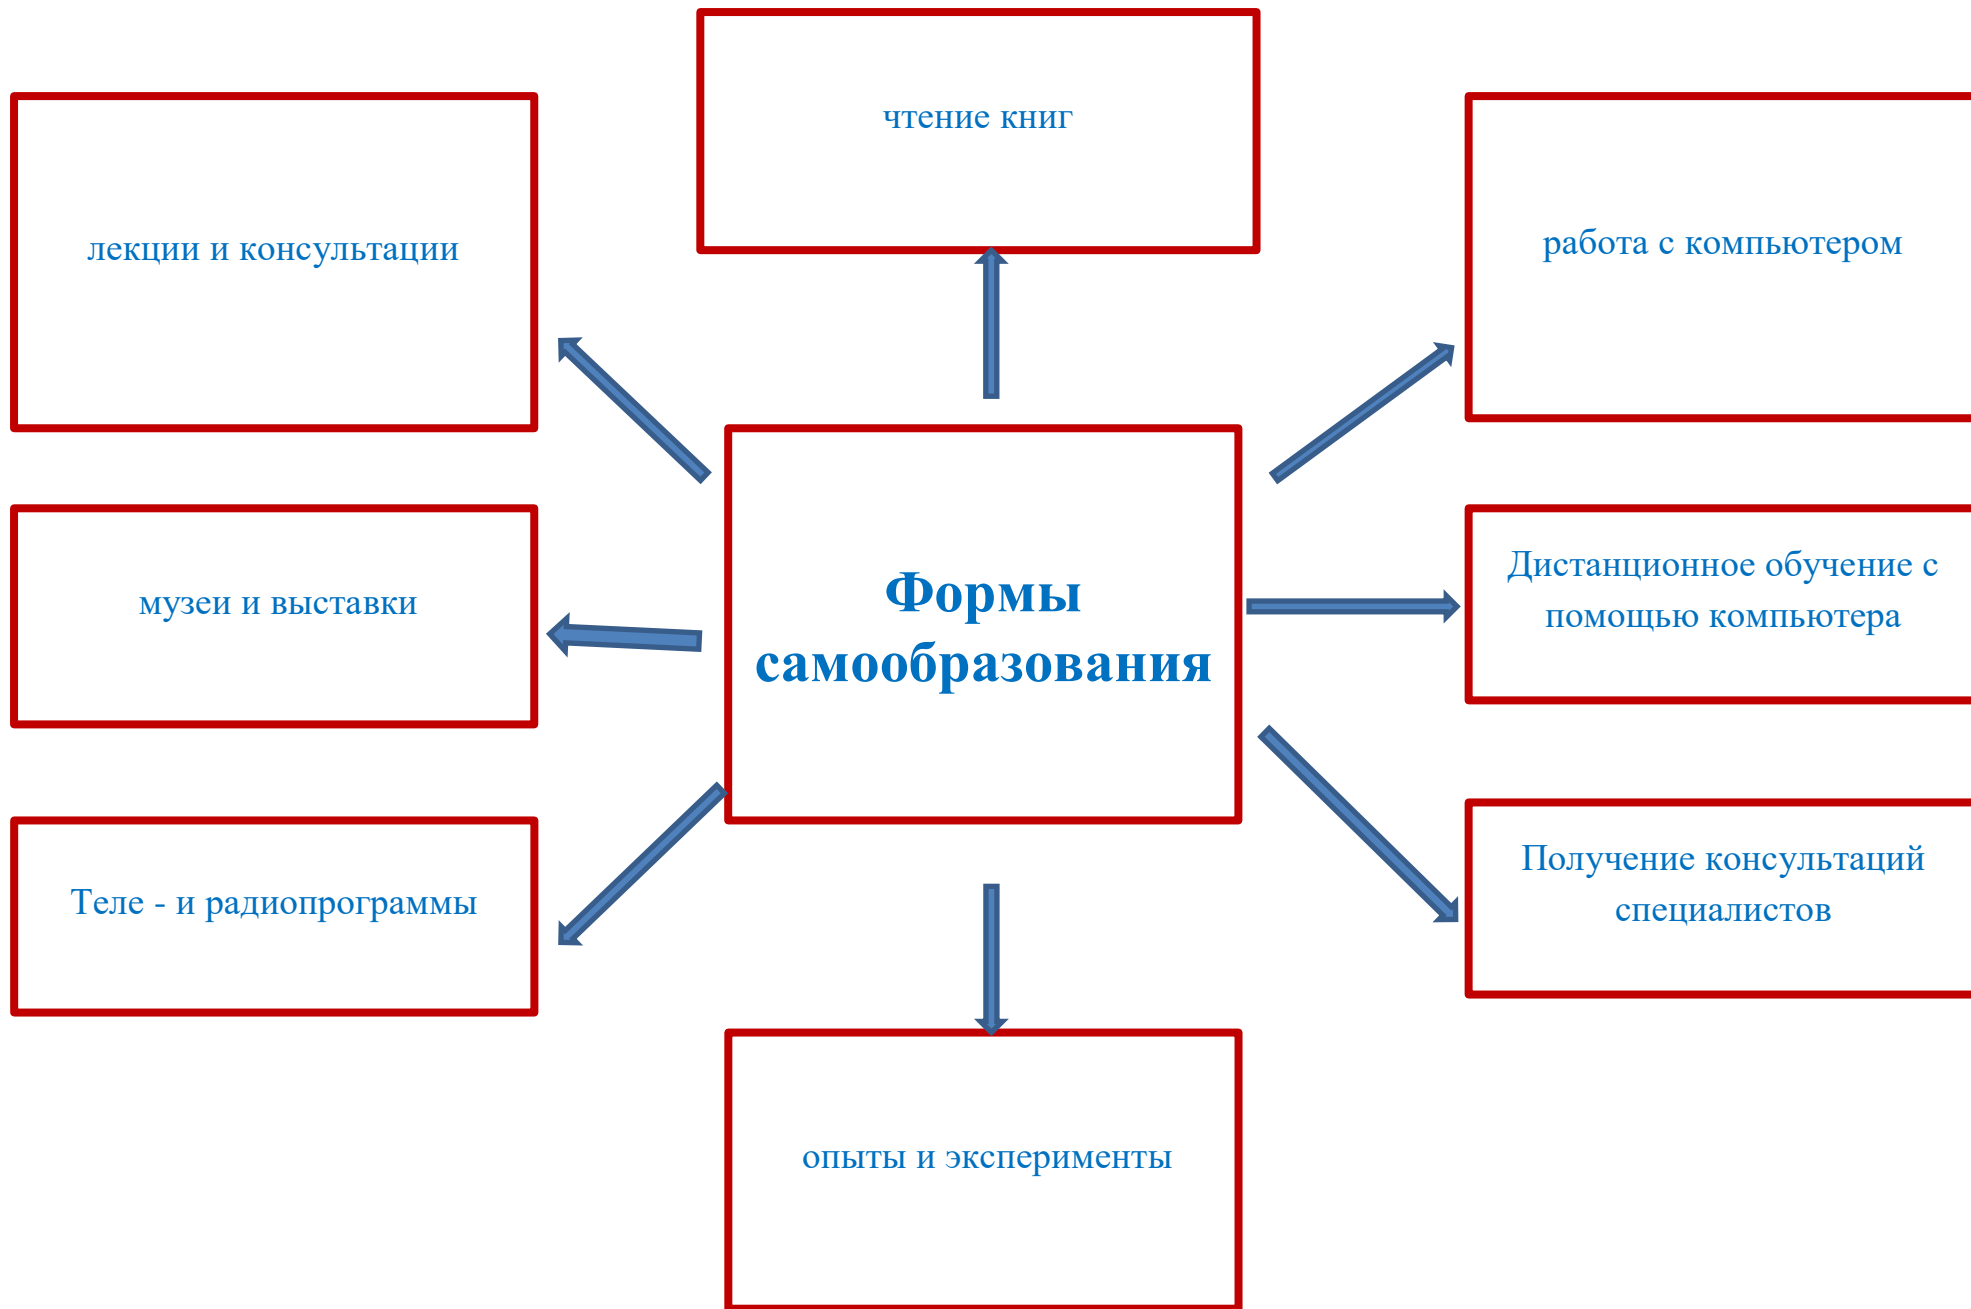 чтение книг
лекции и консультации
работа с компьютером
музеи и выставки
Формы
самообразования
Дистанционное обучение с
помощью компьютера
Теле - и радиопрограммы
Получение консультаций
специалистов
опыты и эксперименты